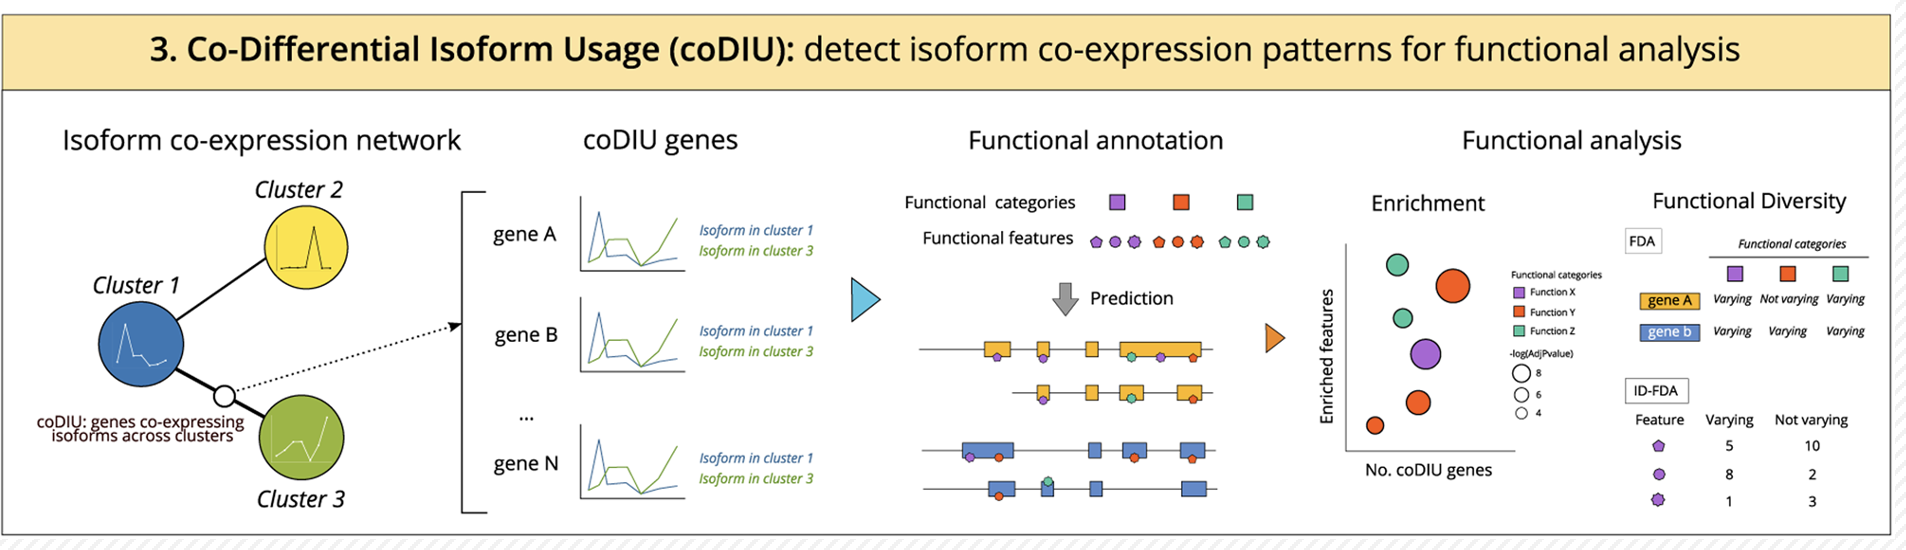 3. Co-Differential Isoform Usage (coDIU): detect isoform co-expression patterns for functional analysis
Isoform co-expression network
Cluster 2
Cluster 1
coDIU: genes co-expressing
isoforms across clusters
Cluster 3
coDIU genes
gene A
Isoform in cluster 1
Isoform in cluster 3
gene B
Isoform in cluster 1
Isoform in cluster 3
...
gene N
Isoform in cluster 1
Isoform in cluster 3
Functional annotation
Functional categories
Functional features
Prediction
Functional analysis
Enrichment
Enriched features
No. coDIU genes
Functional categories
Function X
Function Y
Function Z
-log(AdjPvalue)
8
6
4
Functional Diversity
FDA
Functional categories
gene A Varying Not varying Varying
gene b Varying Varying Varying
ID-FDA
Feature Varying Not varying
5 10
8 2
1 3